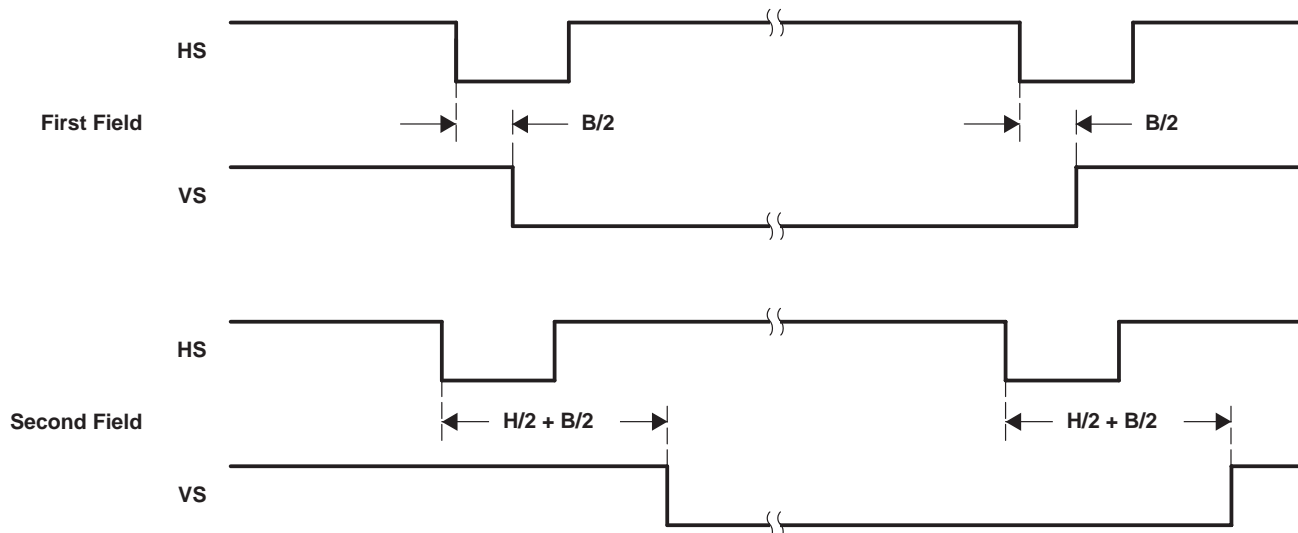 HS
First Field
B/2
B/2
VS
HS
Second Field
H/2 + B/2
H/2 + B/2
VS